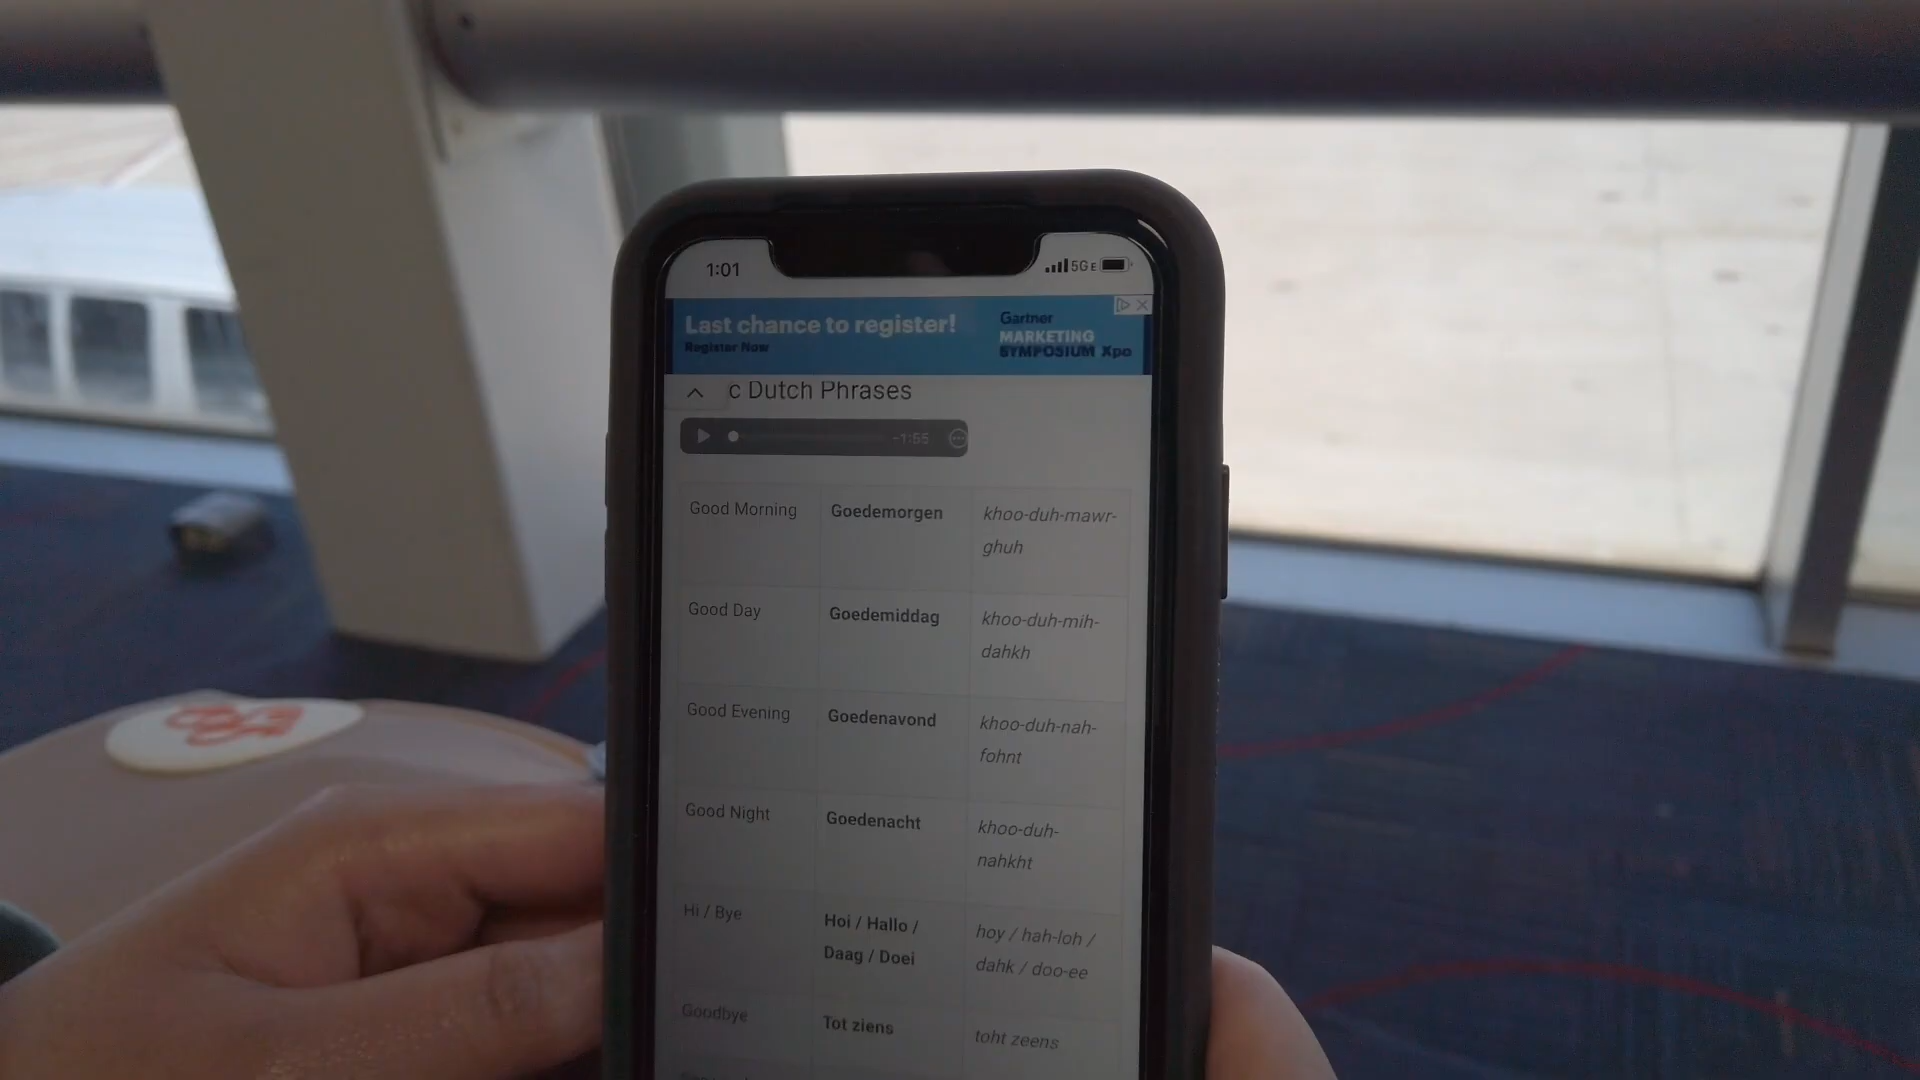 1:01 5GE
Last chance to register!
Register Now
Gartner
MARKETING
SYMPOSIUM Xpo
c Dutch Phrases
-1:55
Good Morning Goedemorgen khoo-duh-mawr-
ghuh
Good Day Goedemiddag khoo-duh-mih-
dahkh
Good Evening Goedenavond khoo-duh-nah-
fohnt
Good Night Goedenacht khoo-duh-
nahkht
Hi / Bye Hoi / Hallo / hoy / hah-loh /
Daag / Doei dahk / doo-ee
Goodbye Tot ziens toht zeens